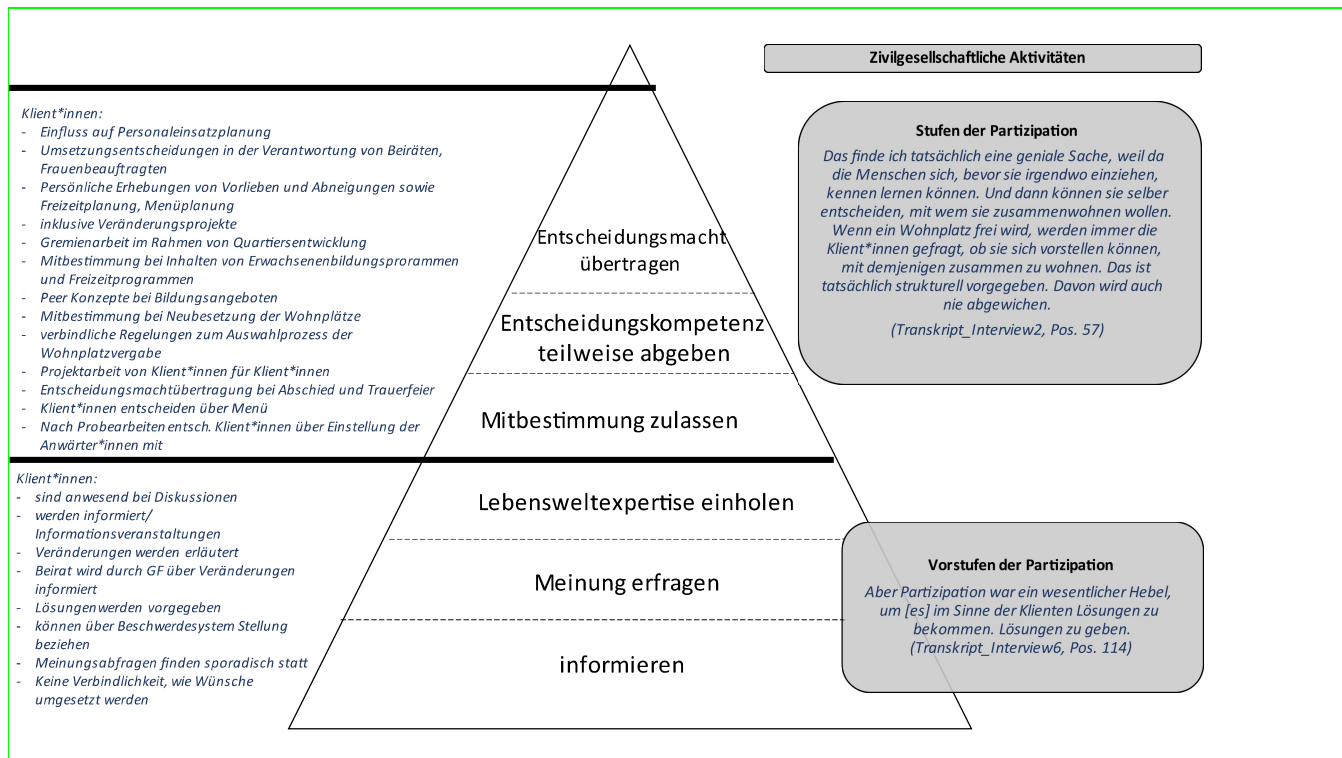 Zivilgesellschaftliche Aktivitäten
Klient*innen:
- Einfluss auf Personaleinsatzplanung
- Umsetzungsentscheidungen in der Verantwortung von Beiräten,
Frauenbeauftragten
- Persönliche Erhebungen von Vorlieben und Abneigungen sowie
Freizeitplanung, Menüplanung
- inklusive Veränderungsprojekte
- Gremienarbeit im Rahmen von Quartiersentwicklung
- Mitbestimmung bei Inhalten von Erwachsenenbildungsprorammen
und Freizeitprogrammen
- Peer Konzepte bei Bildungsangeboten
- Mitbestimmung bei Neubesetzung der Wohnplätze
- verbindliche Regelungen zum Auswahlprozess der
Wohnplatzvergabe
- Projektarbeit von Klient*innen für Klient*innen
- Entscheidungsmachtübertragung bei Abschied und Trauerfeier
- Klient*innen entscheiden über Menü
- Nach Probearbeiten entsch. Klient*innen über Einstellung der
Anwärter*innen mit
Entscheidungsmacht
übertragen
Entscheidungskompetenz
teilweise abgeben
Mitbestimmung zulassen
Stufen der Partizipation
Das finde ich tatsächlich eine geniale Sache, weil da
die Menschen sich, bevor sie irgendwo einziehen,
kennen lernen können. Und dann können sie selber
entscheiden, mit wem sie zusammenwohnen wollen.
Wenn ein Wohnplatz frei wird, werden immer die
Klient*innen gefragt, ob sie sich vorstellen können,
mit demjenigen zusammen zu wohnen. Das ist
tatsächlich strukturell vorgegeben. Davon wird auch
nie abgewichen.
(Transkript_Interview2, Pos. 57)
Klient*innen:
- sind anwesend bei Diskussionen
- werden informiert/
Informationsveranstaltungen
- Veränderungen werden erläutert
- Beirat wird durch GF über Veränderungen
informiert
- Lösungenwerden vorgegeben
- können über Beschwerdesystem Stellung
beziehen
- Meinungsabfragen finden sporadisch statt
- Keine Verbindlichkeit, wie Wünsche
umgesetzt werden
Lebensweltexpertise einholen
Meinung erfragen
informieren
Vorstufen der Partizipation
Aber Partizipation war ein wesentlicher Hebel,
um [es] im Sinne der Klienten Lösungen zu
bekommen. Lösungen zu geben.
(Transkript_Interview6, Pos. 114)